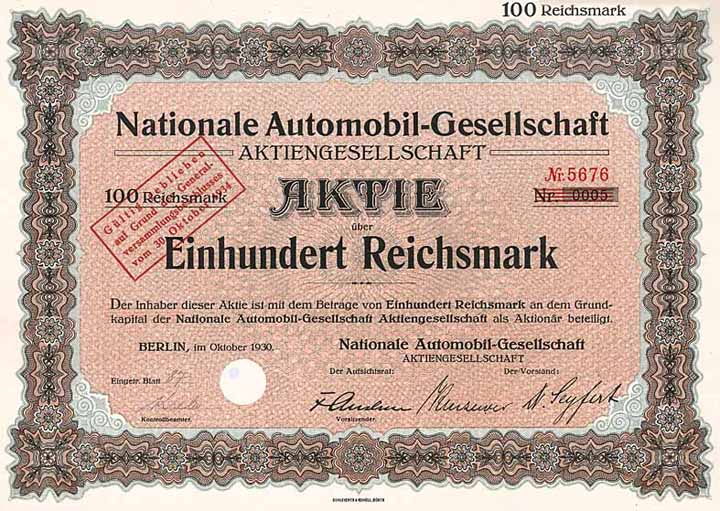 100 Reichsmark
Nationale Automobil-Gesellschaft
AKTIENGESELLSCHAFT
Gültig geblieben
auf Grund des General-
versammlungsbeschlusses
vom 30. Oktober 1934
Nr. 5676
100 Reichsmark
AKTIE
Nr. 0005
über
Einhundert Reichsmark
Der Inhaber dieser Aktie ist mit dem Betrage von Einhundert Reichsmark an dem Grund-
kapital der Nationale Automobil-Gesellschaft Aktiengesellschaft als Aktionär beteiligt.
BERLIN, im Oktober 1930.
Nationale Automobil-Gesellschaft
AKTIENGESELLSCHAFT
Der Aufsichtsrat:
Der Vorstand:
Eingetr. Blatt
Kontrollbeamter.
Vorsitzender.
W. Seyfert